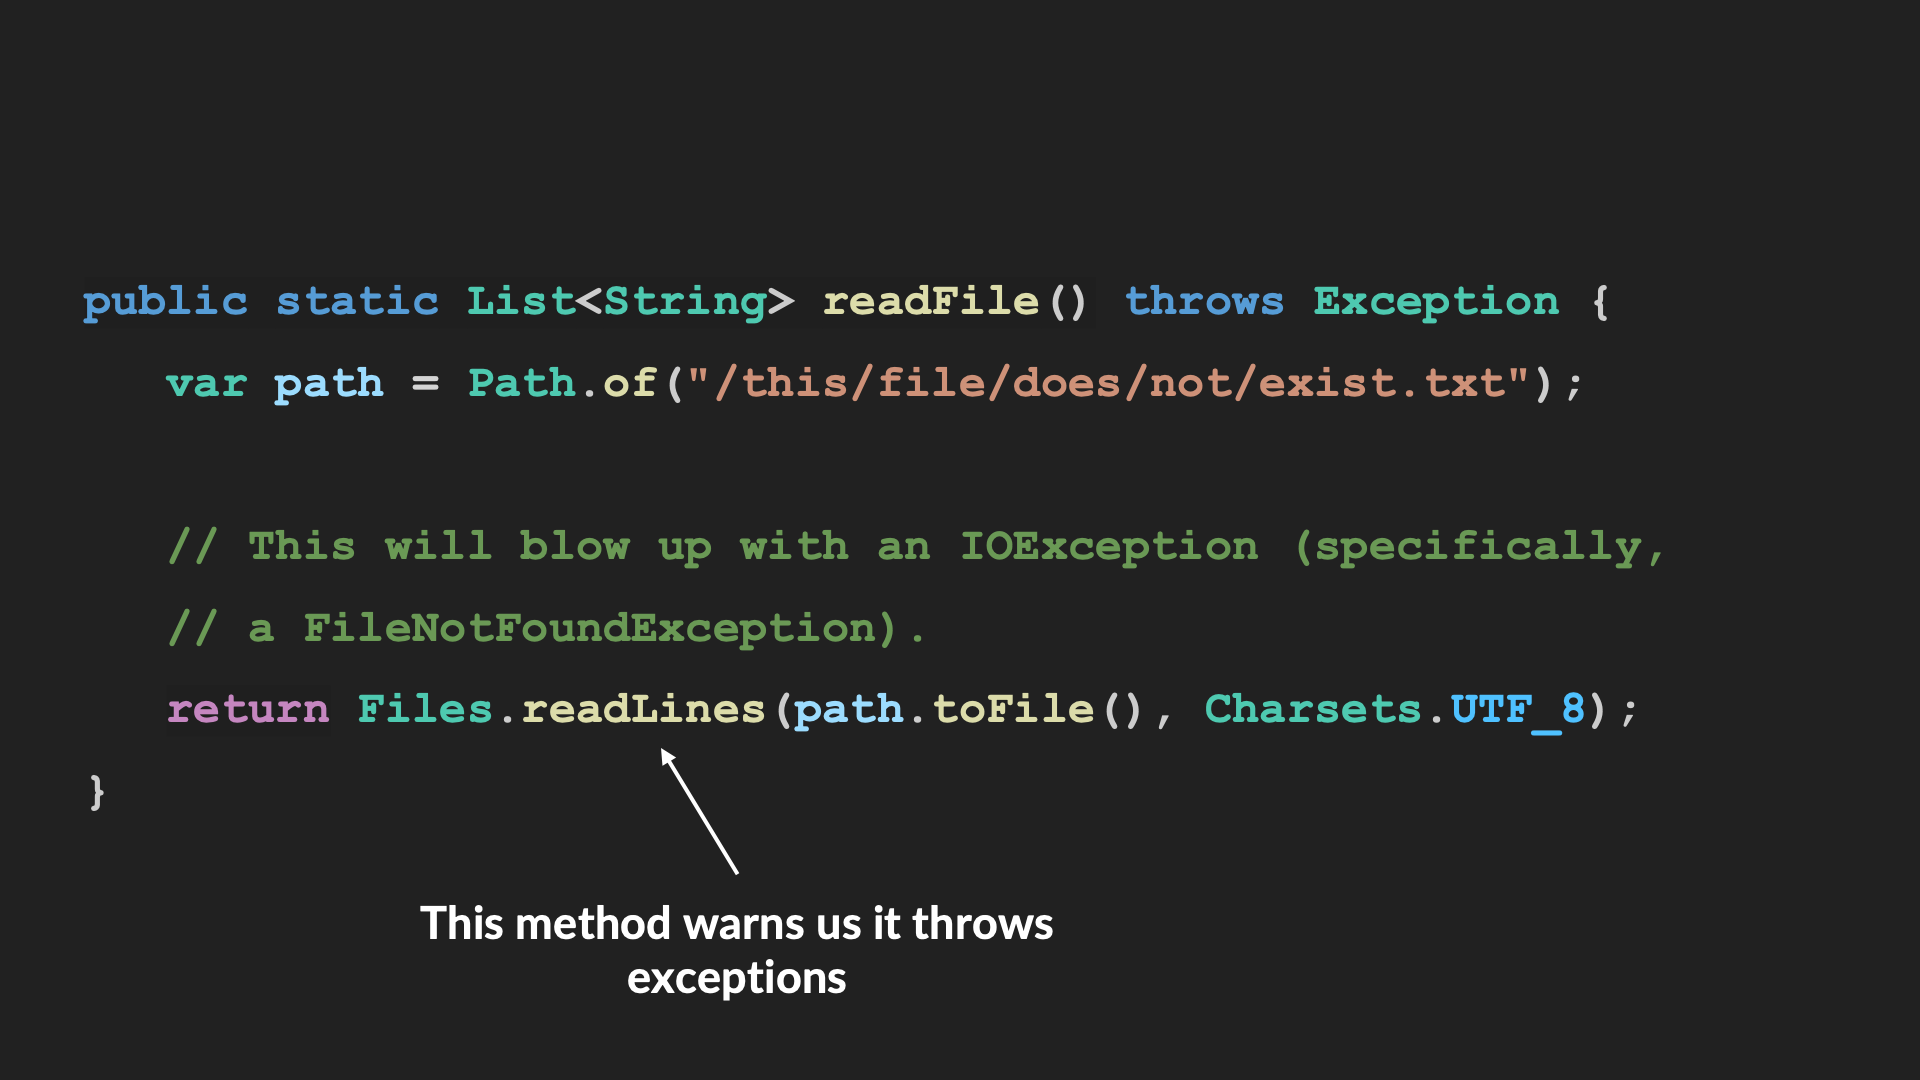 public static List<String> readFile() throws Exception {
var path = Path.of("/this/file/does/not/exist.txt");
// This will blow up with an IOException (specifically,
// a FileNotFoundException).
return Files.readLines(path.toFile(), Charsets.UTF_8);
}
This method warns us it throws
exceptions